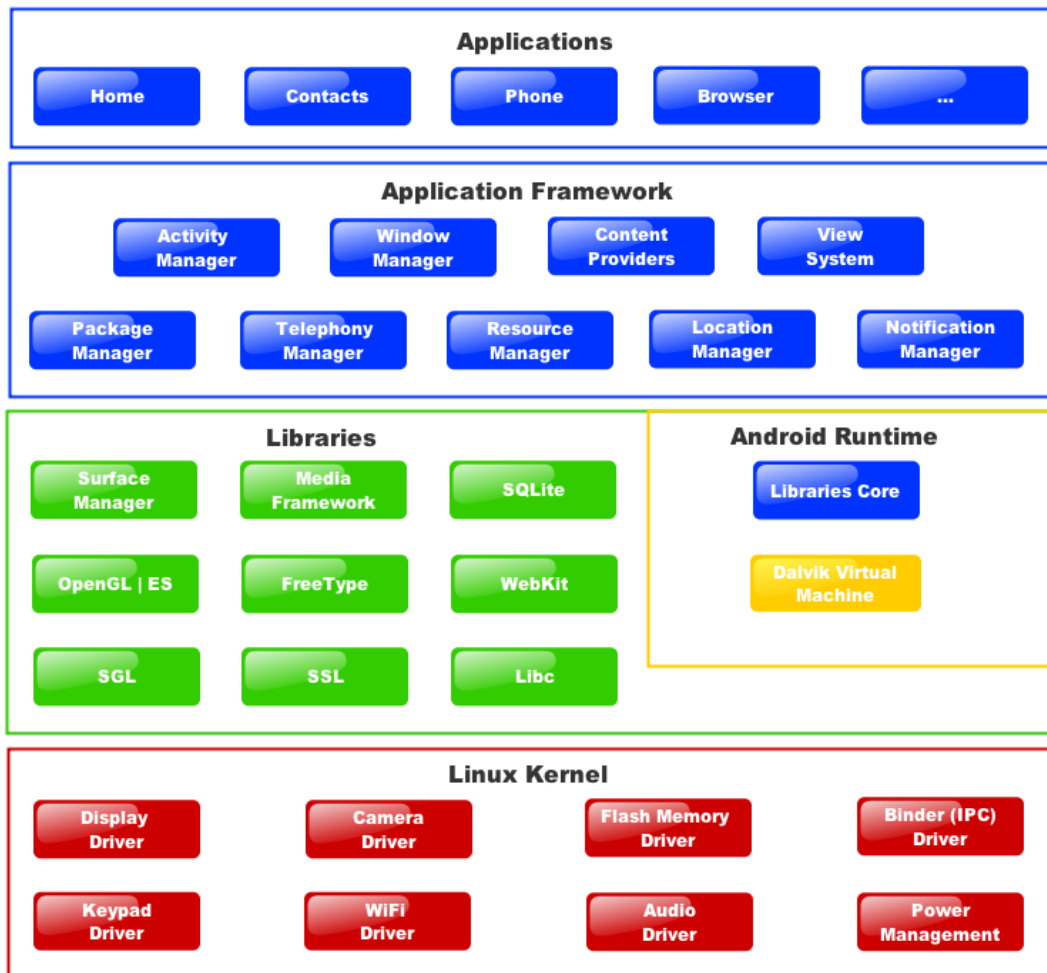 Applications
Home
Contacts
Phone
Browser
...
Application Framework
Activity
Manager
Window
Manager
Content
Providers
View
System
Package
Manager
Telephony
Manager
Resource
Manager
Location
Manager
Notification
Manager
Libraries
Surface
Manager
Media
Framework
SQLite
OpenGL | ES
FreeType
WebKit
SGL
SSL
Libc
Android Runtime
Libraries Core
Dalvik Virtual
Machine
Linux Kernel
Display
Driver
Camera
Driver
Flash Memory
Driver
Binder (IPC)
Driver
Keypad
Driver
WiFi
Driver
Audio
Driver
Power
Management